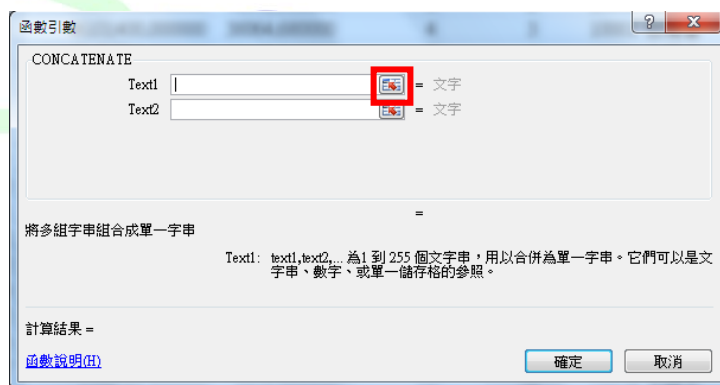 函數引數
CONCATENATE
Text1 = 文字
Text2 = 文字
=
將多組字串組合成單一字串
Text1: text1,text2,... 為1 到 255 個文字串，用以合併為單一字串。它們可以是文
字串、數字、或單一儲存格的參照。
計算結果 =
函數說明(H)
確定 取消